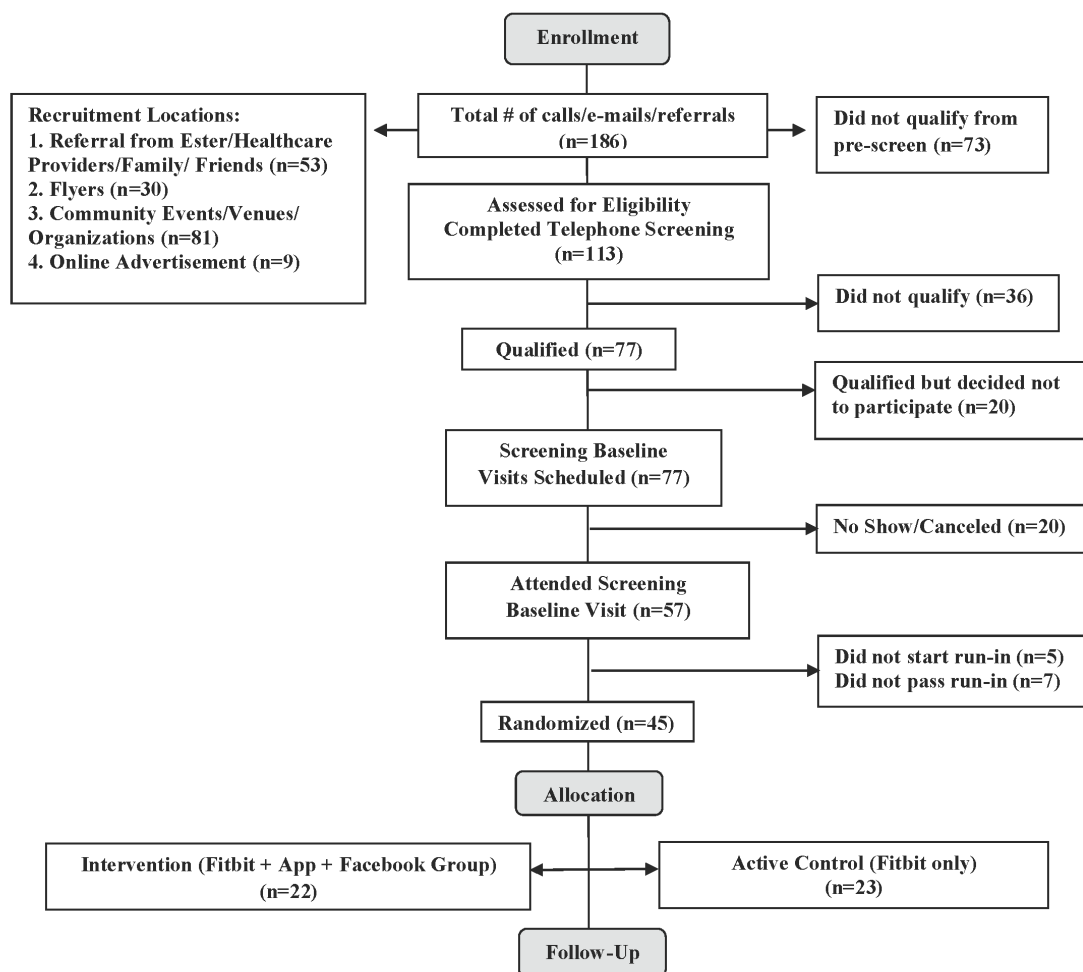 Enrollment
Total # of calls/e-mails/referrals
(n=186)
Recruitment Locations:
1. Referral from Ester/Healthcare
Providers/Family/ Friends (n=53)
2. Flyers (n=30)
3. Community Events/Venues/
Organizations (n=81)
4. Online Advertisement (n=9)
Did not qualify from
pre-screen (n=73)
Assessed for Eligibility
Completed Telephone Screening
(n=113)
Did not qualify (n=36)
Qualified (n=77)
Qualified but decided not
to participate (n=20)
Screening Baseline
Visits Scheduled (n=77)
No Show/Canceled (n=20)
Attended Screening
Baseline Visit (n=57)
Did not start run-in (n=5)
Did not pass run-in (n=7)
Randomized (n=45)
Allocation
Intervention (Fitbit + App + Facebook Group)
(n=22)
Active Control (Fitbit only)
(n=23)
Follow-Up